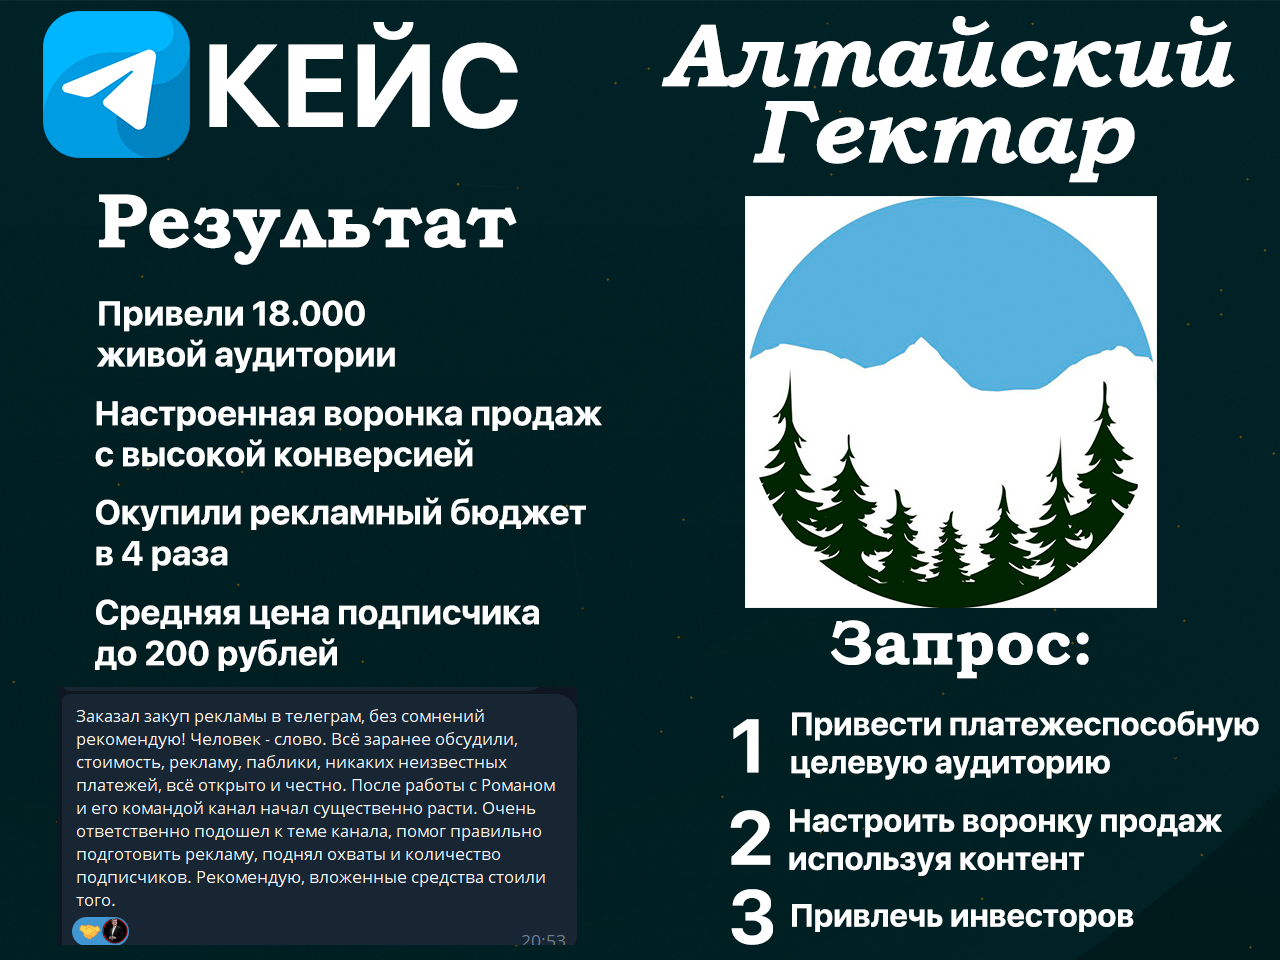 КЕЙС
Результат
Привели 18.000
живой аудитории
Настроенная воронка продаж
с высокой конверсией
Окупили рекламный бюджет
в 4 раза
Средняя цена подписчика
до 200 рублей
Заказал закуп рекламы в телеграм, без сомнений
рекомендую! Человек - слово. Всё заранее обсудили,
стоимость, рекламу, паблики, никаких неизвестных
платежей, всё открыто и честно. После работы с Романом
и его командой канал начал существенно расти. Очень
ответственно подошел к теме канала, помог правильно
подготовить рекламу, поднял охваты и количество
подписчиков. Рекомендую, вложенные средства стоили
того.
20:53
Алтайский
Гектар
Запрос:
1 Привести платежеспособную
целевую аудиторию
2 Настроить воронку продаж
используя контент
3 Привлечь инвесторов